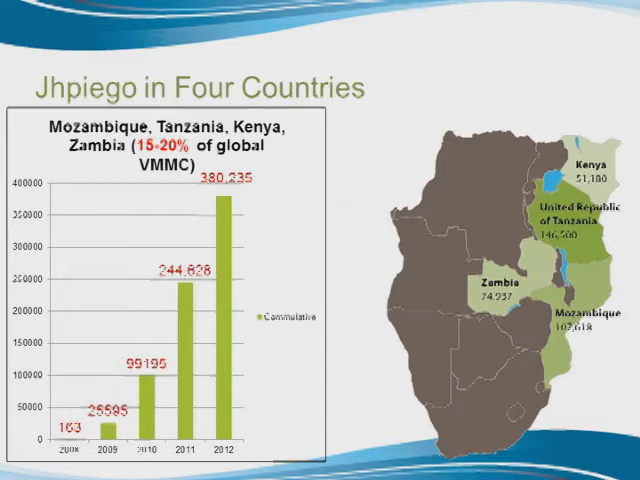 Jhpiego in Four Countries
Mozambique, Tanzania, Kenya,
Zambia (15-20% of global
VMMC)
400000
350000
300000
250000
200000
150000
100000
50000
0
163
25595
99195
244,828
380,235
2008
2009
2010
2011
2012
Cammulative
Kenya
51,180
United Republic
of Tanzania
146,500
Zambia
74,937
Mozambique
107,618